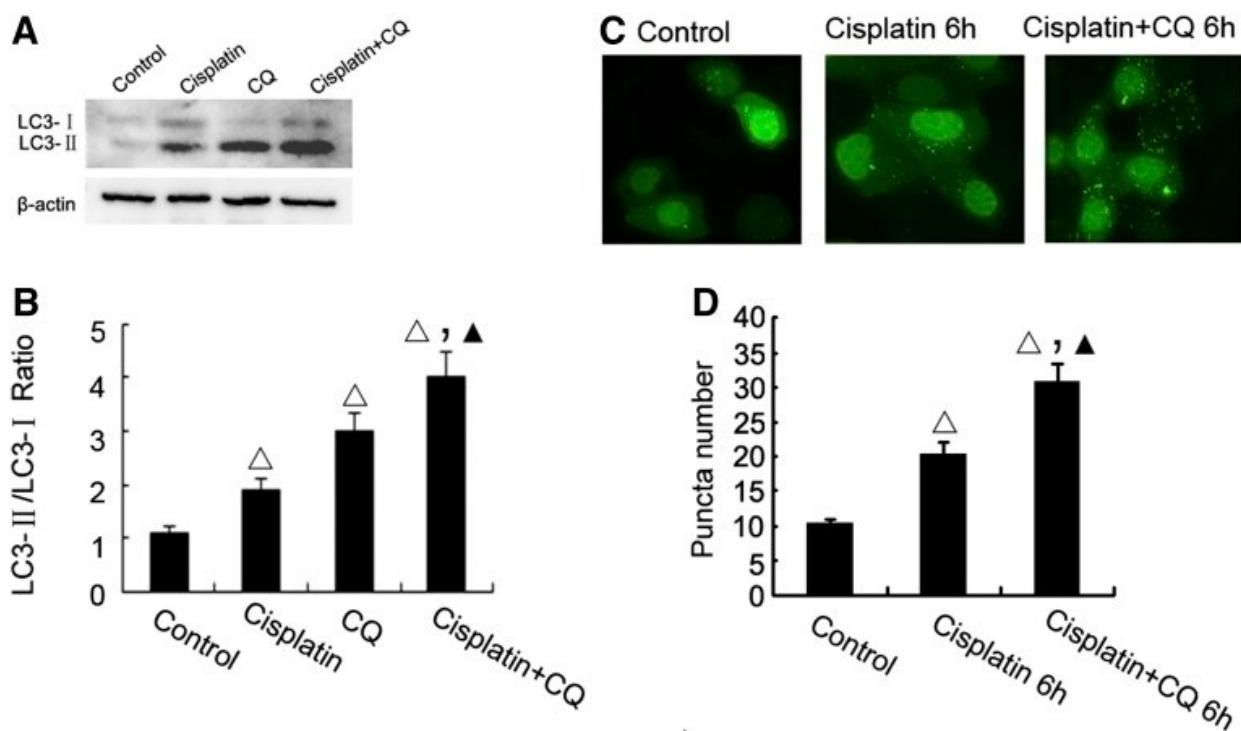 A
Control
Cisplatin
CQ
Cisplatin+CQ
LC3-Ⅰ
LC3-Ⅱ
β-actin
B
LC3-Ⅱ/LC3-Ⅰ Ratio
5
4
3
2
1
0
△
△
△ , ▲
Control
Cisplatin
CQ
Cisplatin+CQ
C
Control
Cisplatin 6h
Cisplatin+CQ 6h
D
Puncta number
40
35
30
25
20
15
10
5
0
△
△ , ▲
Control
Cisplatin 6h
Cisplatin+CQ 6h